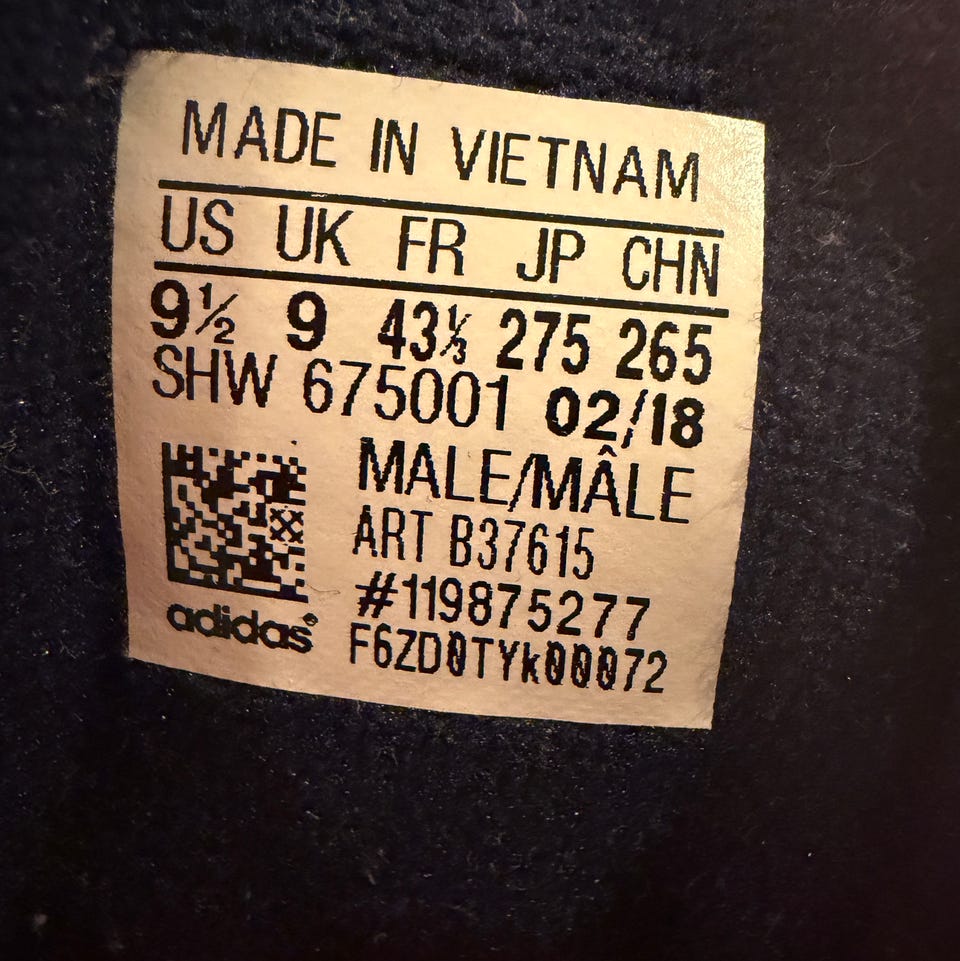 MADE IN VIETNAM
US UK FR JP CHN
9½ 9 43⅓ 275 265
SHW 675001 02/18
MALE/MÂLE
ART B37615
#119875277
F6ZD0TYk00072
adidas®